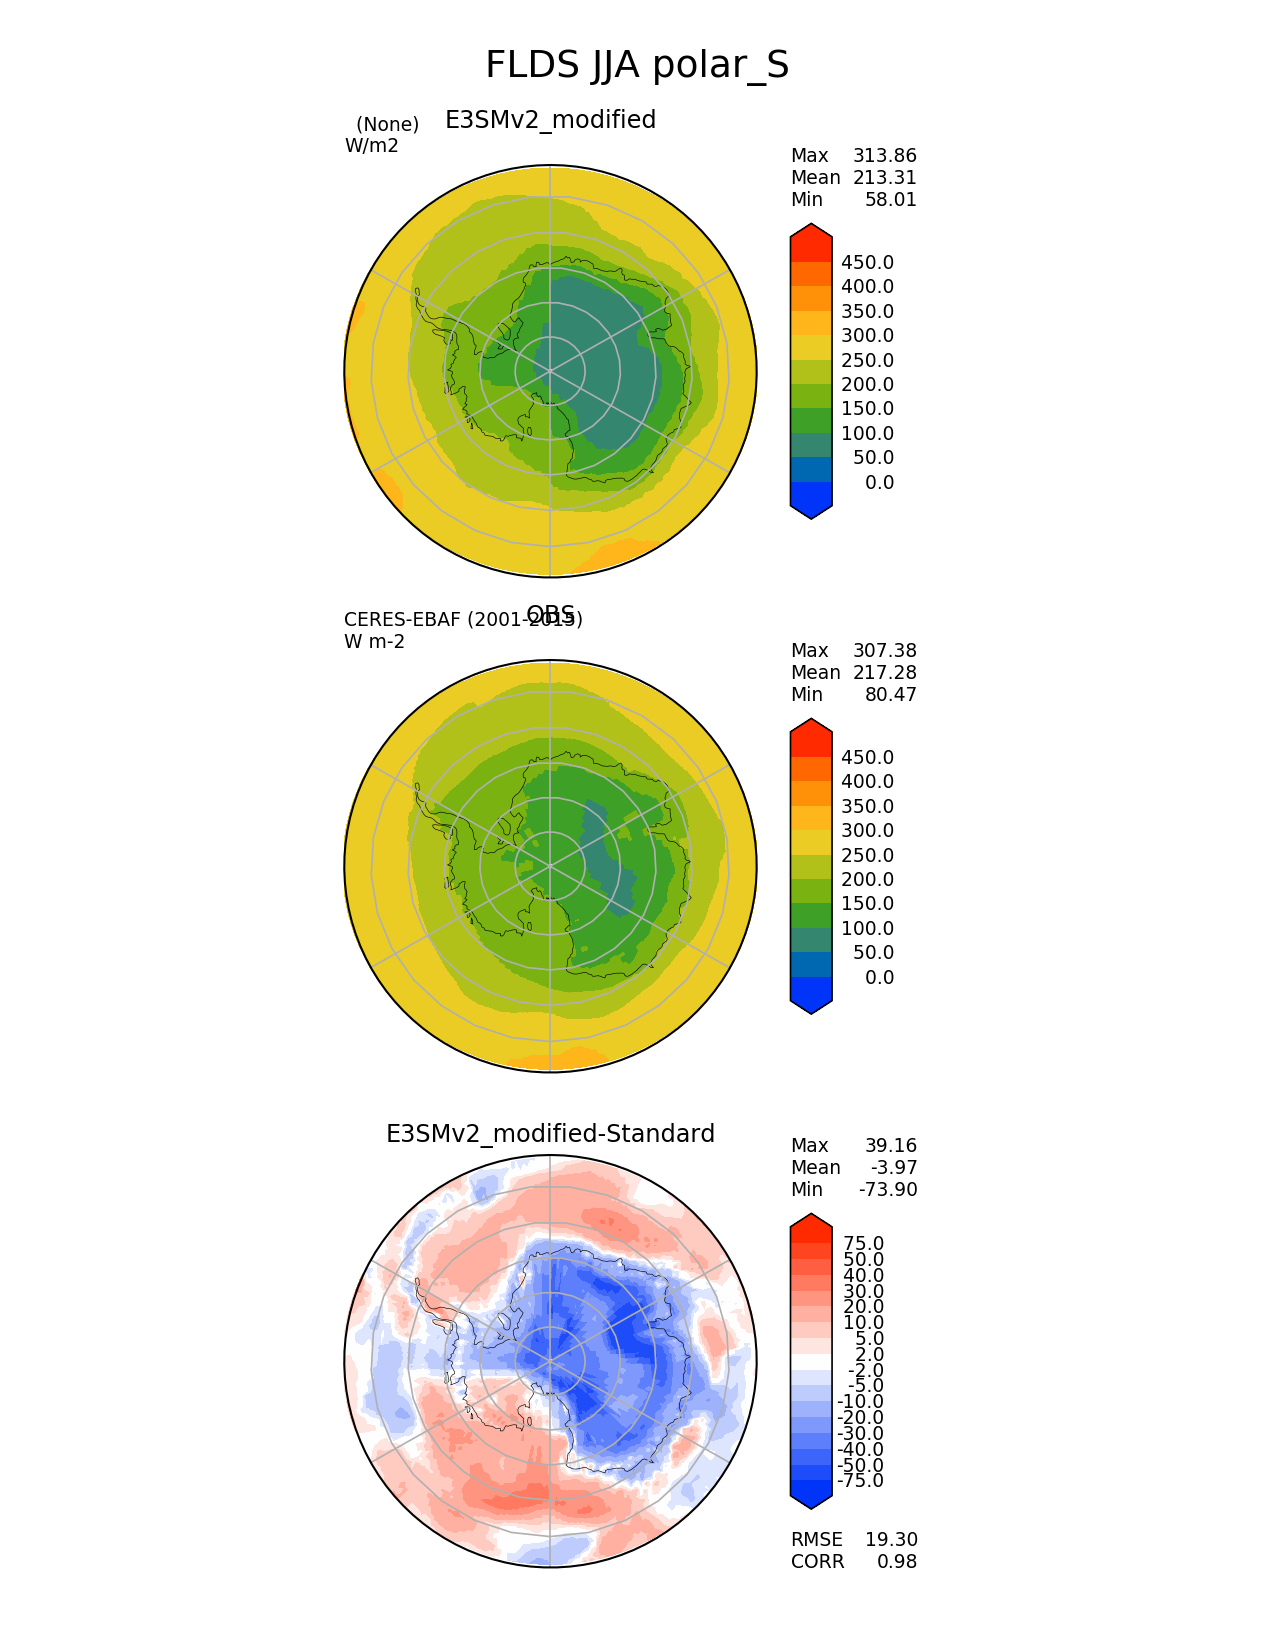 FLDS JJA polar_S
(None)
E3SMv2_modified
W/m2
Max 313.86
Mean 213.31
Min 58.01
450.0
400.0
350.0
300.0
250.0
200.0
150.0
100.0
50.0
0.0
OBS
CERES-EBAF (2001-2015)
W m-2
Max 307.38
Mean 217.28
Min 80.47
450.0
400.0
350.0
300.0
250.0
200.0
150.0
100.0
50.0
0.0
E3SMv2_modified-Standard
Max 39.16
Mean -3.97
Min -73.90
75.0
50.0
40.0
30.0
20.0
10.0
5.0
2.0
-2.0
-5.0
-10.0
-20.0
-30.0
-40.0
-50.0
-75.0
RMSE 19.30
CORR 0.98